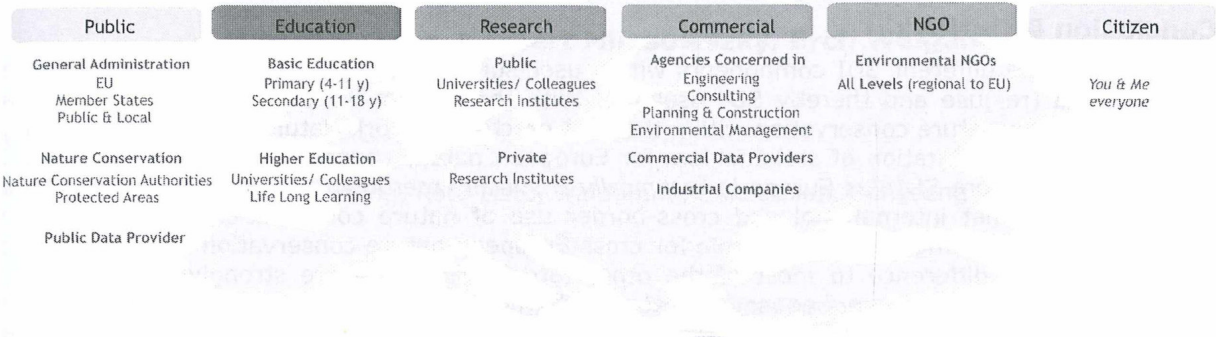 Public
General Administration
EU
Member States
Public & Local
Nature Conservation
Nature Conservation Authorities
Protected Areas
Public Data Provider
Education
Basic Education
Primary (4-11 y)
Secondary (11-18 y)
Higher Education
Universities/ Colleagues
Life Long Learning
Research
Public
Universities/ Colleagues
Research Institutes
Private
Research Institutes
Commercial
Agencies Concerned in
Engineering
Consulting
Planning & Construction
Environmental Management
Commercial Data Providers
Industrial Companies
NGO
Environmental NGOs
All Levels (regional to EU)
Citizen
You & Me
everyone